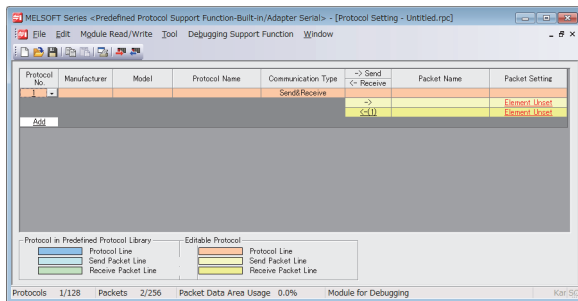 MELSOFT Series <Predefined Protocol Support Function-Built-in/Adapter Serial> - [Protocol Setting - Untitled.rpc]
File Edit Module Read/Write Tool Debugging Support Function Window
Protocol No. Manufacturer Model Protocol Name Communication Type -> Send <- Receive Packet Name Packet Setting
1 Send&Receive
-> Element Unset
<-(1) Element Unset
Add
Protocol in Predefined Protocol Library Editable Protocol
Protocol Line Protocol Line
Send Packet Line Send Packet Line
Receive Packet Line Receive Packet Line
Protocols 1/128 Packets 2/256 Packet Data Area Usage 0.0% Module for Debugging